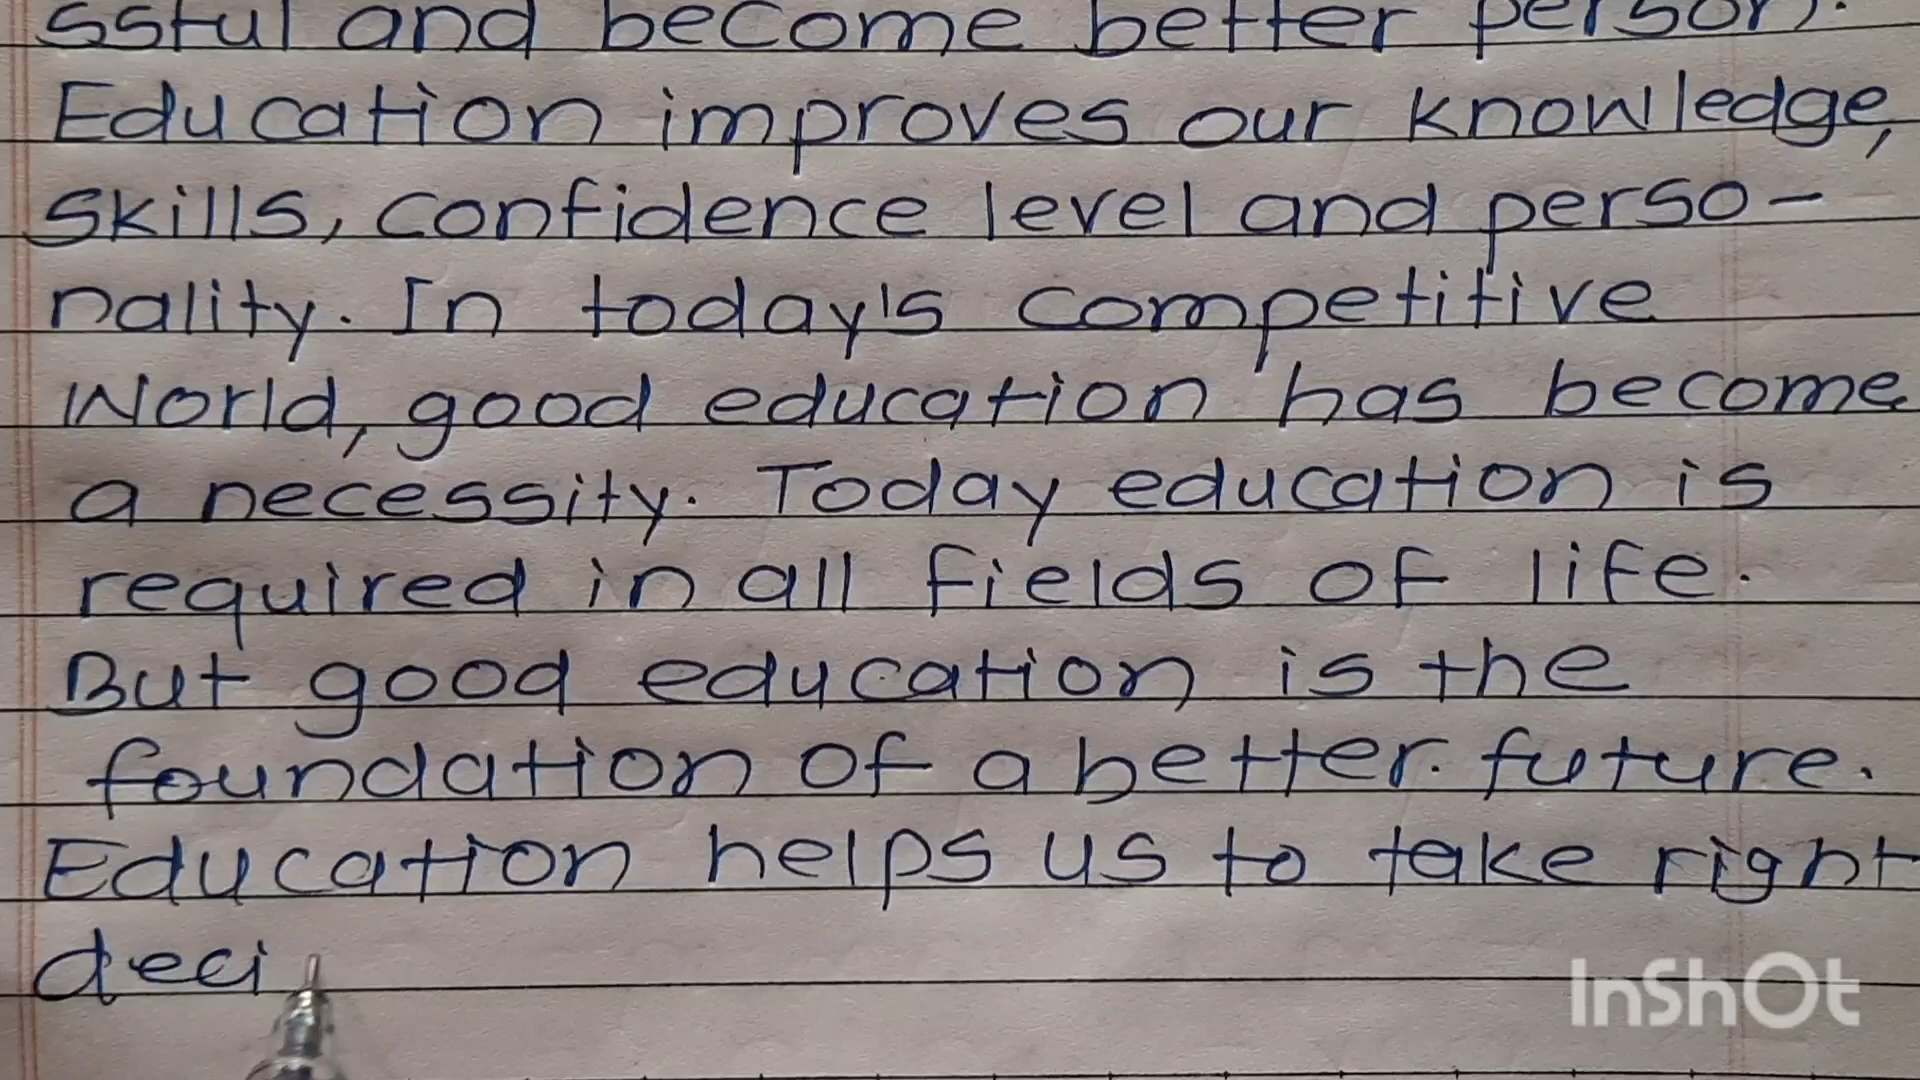 ssful and become better person.
Education improves our knowledge,
skills, confidence level and perso-
nality. In today's competitive
World, good education has become
a necessity. Today education is
required in all fields of life.
But good education is the
foundation of a better. future.
Education helps us to take right
deci
InShOt